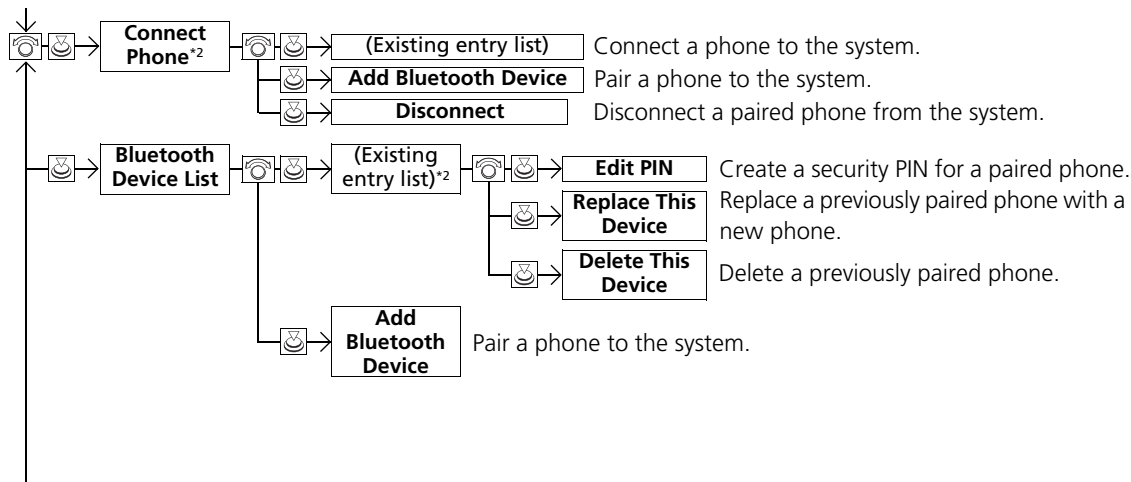 Connect
Phone*2
(Existing entry list)
Connect a phone to the system.
Add Bluetooth Device
Pair a phone to the system.
Disconnect
Disconnect a paired phone from the system.
Bluetooth
Device List
(Existing
entry list)*2
Edit PIN
Create a security PIN for a paired phone.
Replace This
Device
Replace a previously paired phone with a
new phone.
Delete This
Device
Delete a previously paired phone.
Add
Bluetooth
Device
Pair a phone to the system.